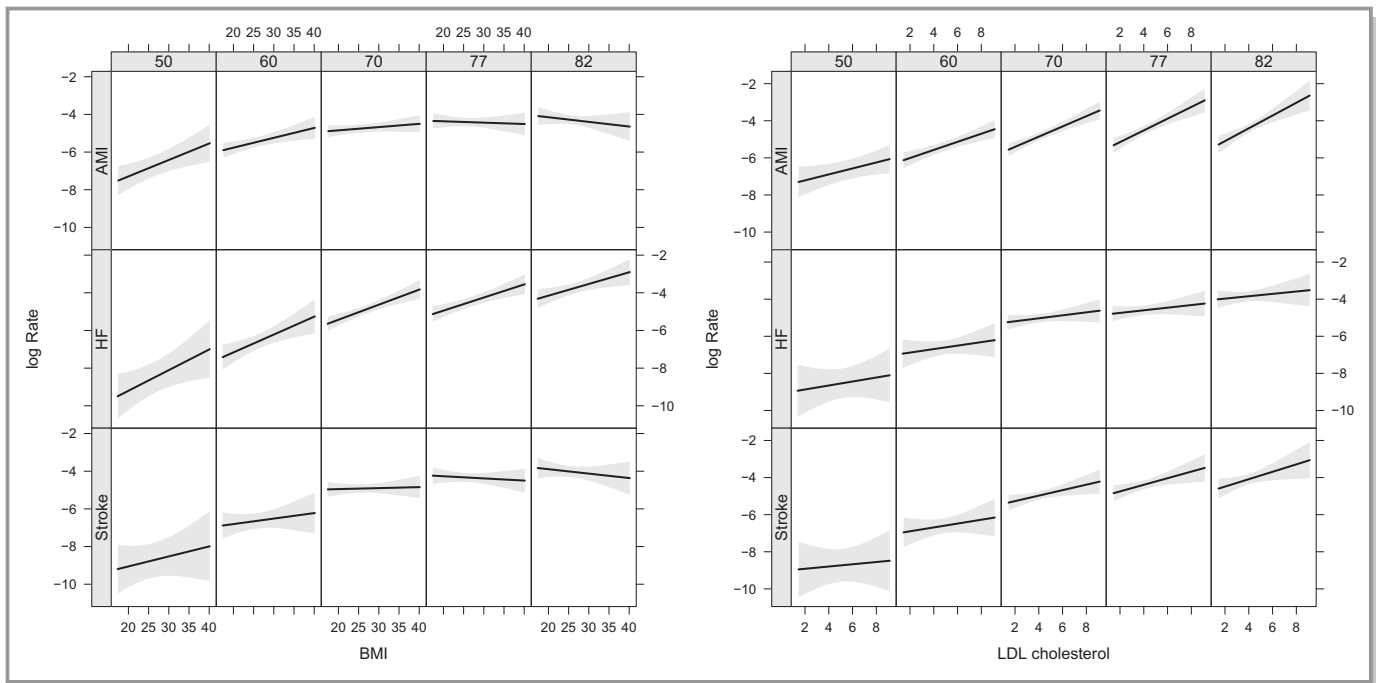 20 25 30 35 40 20 25 30 35 40
50 60 70 77 82
−2
−4
−6
−8
−10
AMI
−2
−4
−6
−8
−10
HF
−2
−4
−6
−8
−10
Stroke
log Rate
20 25 30 35 40 20 25 30 35 40 20 25 30 35 40
BMI
2 4 6 8 2 4 6 8
50 60 70 77 82
−2
−4
−6
−8
−10
AMI
−2
−4
−6
−8
−10
HF
−2
−4
−6
−8
−10
Stroke
log Rate
2 4 6 8 2 4 6 8 2 4 6 8
LDL cholesterol